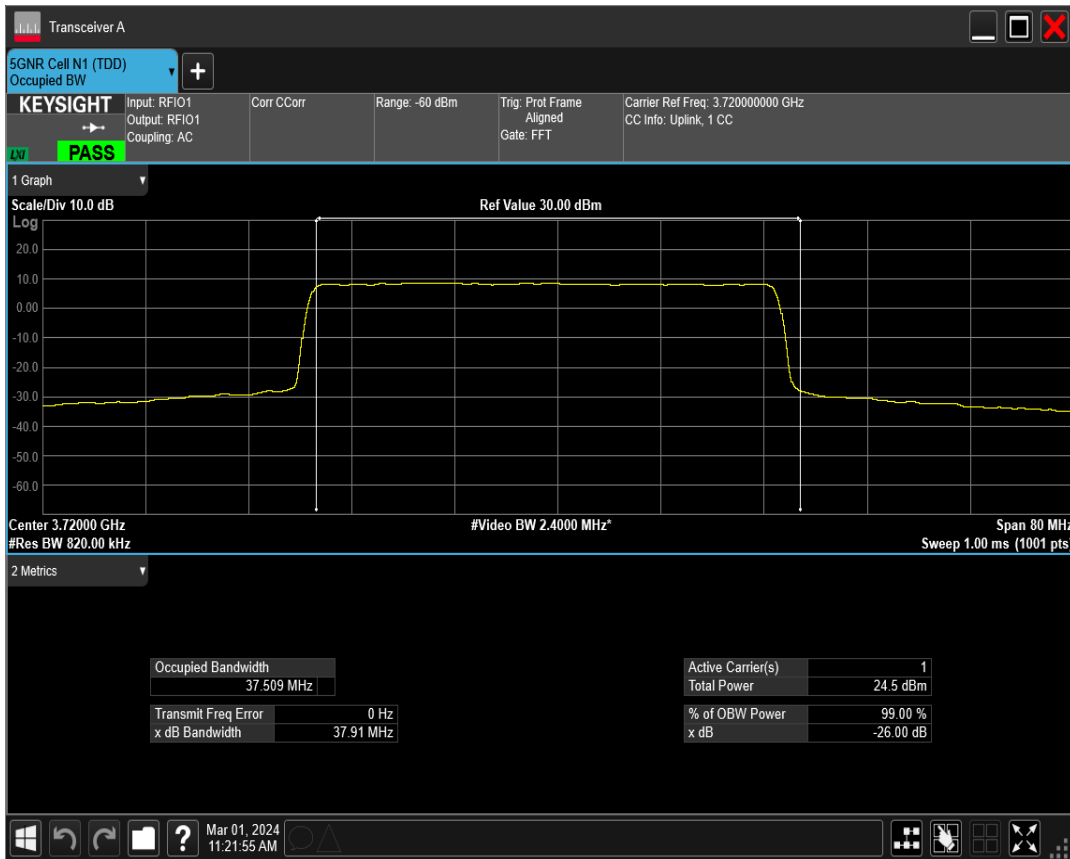 Transceiver A
5GNR Cell N1 (TDD)
Occupied BW
+
KEYSIGHT
LXI
PASS
Input: RFIO1
Output: RFIO1
Coupling: AC
Corr CCorr
Range: -60 dBm
Trig: Prot Frame
Aligned
Gate: FFT
Carrier Ref Freq: 3.720000000 GHz
CC Info: Uplink, 1 CC
1 Graph
Scale/Div 10.0 dB
Ref Value 30.00 dBm
Log
20.0
10.0
0.00
-10.0
-20.0
-30.0
-40.0
-50.0
-60.0
Center 3.72000 GHz
#Video BW 2.4000 MHz*
Span 80 MHz
#Res BW 820.00 kHz
Sweep 1.00 ms (1001 pts)
2 Metrics
Occupied Bandwidth
37.509 MHz
Transmit Freq Error 0 Hz
x dB Bandwidth 37.91 MHz
Active Carrier(s) 1
Total Power 24.5 dBm
% of OBW Power 99.00 %
x dB -26.00 dB
?
Mar 01, 2024
11:21:55 AM